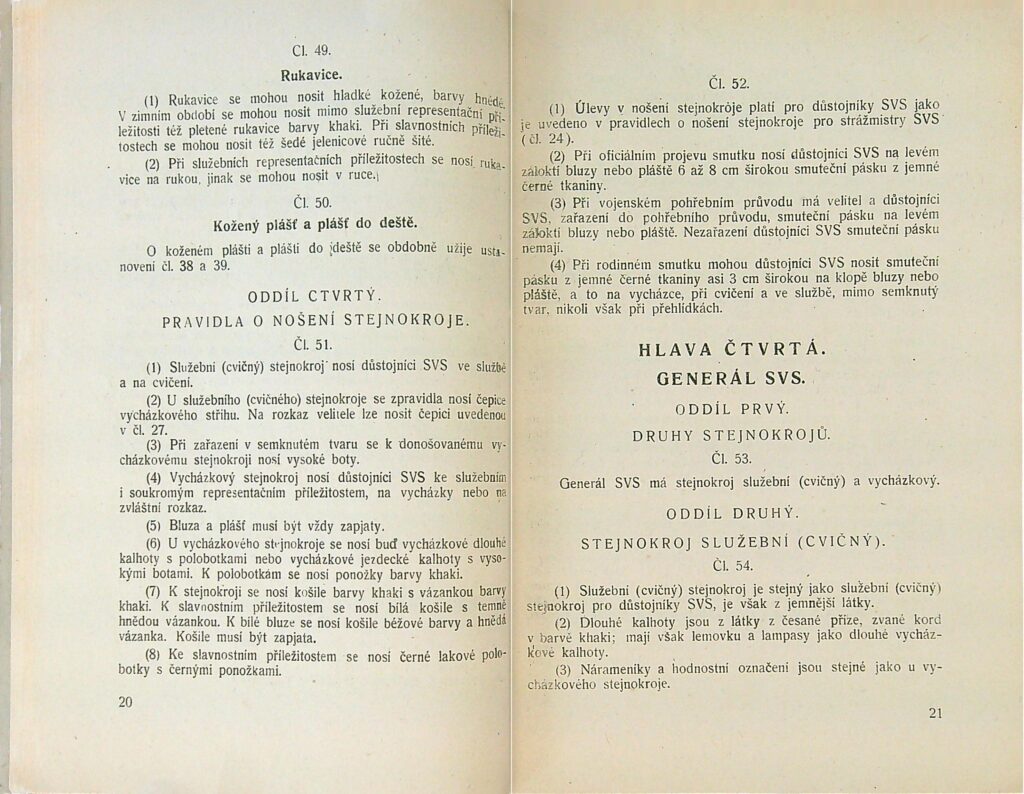 Čl. 49.
Rukavice.
(1) Rukavice se mohou nosit hladké kožené, barvy hnědé.
V zimním období se mohou nosit mimo služební representační pří-
ležitosti též pletené rukavice barvy khaki. Při slavnostních příleži-
tostech se mohou nosit též šedé jelenicové ručně šité.
(2) Při služebních representačních příležitostech se nosí ruka-
vice na rukou, jinak se mohou nosit v ruce.
Čl. 50.
Kožený plášť a plášť do deště.
O koženém plášti a plášti do deště se obdobně užije usta-
novení čl. 38 a 39.
ODDÍL CTVRTÝ.
PRAVIDLA O NOŠENÍ STEJNOKROJE.
Čl. 51.
(1) Služební (cvičný) stejnokroj nosí důstojníci SVS ve službě
a na cvičení.
(2) U služebního (cvičného) stejnokroje se zpravidla nosí čepice
vycházkového střihu. Na rozkaz velitele lze nosit čepici uvedenou
v čl. 27.
(3) Při zařazení v semknutém tvaru se k donošovanému vy-
cházkovému stejnokroji nosí vysoké boty.
(4) Vycházkový stejnokroj nosí důstojníci SVS ke služebním
i soukromým representačním příležitostem, na vycházky nebo na
zvláštní rozkaz.
(5) Bluza a plášť musí být vždy zapjaty.
(6) U vycházkového stejnokroje se nosí buď vycházkové dlouhé
kalhoty s polobotkami nebo vycházkové jezdecké kalhoty s vyso-
kými botami. K polobotkám se nosí ponožky barvy khaki.
(7) K stejnokroji se nosí košile barvy khaki s vázankou barvy
khaki. K slavnostním příležitostem se nosí bílá košile s temně
hnědou vázankou. K bílé bluze se nosí košile béžové barvy a hnědá
vázanka. Košile musí být zapjata.
(8) Ke slavnostním příležitostem se nosí černé lakové polo-
botky s černými ponožkami.
20
Čl. 52.
(1) Úlevy v nošení stejnokroje platí pro důstojníky SVS jako
je uvedeno v pravidlech o nošení stejnokroje pro strážmistry SVS
(čl. 24).
(2) Při oficiálním projevu smutku nosí důstojníci SVS na levém
záloktí bluzy nebo pláště 6 až 8 cm širokou smuteční pásku z jemné
černé tkaniny.
(3) Při vojenském pohřebním průvodu má velitel a důstojníci
SVS, zařazení do pohřebního průvodu, smuteční pásku na levém
záloktí bluzy nebo pláště. Nezařazení důstojníci SVS smuteční pásku
nemají.
(4) Při rodinném smutku mohou důstojníci SVS nosit smuteční
pásku z jemné černé tkaniny asi 3 cm širokou na klopě bluzy nebo
pláště, a to na vycházce, při cvičení a ve službě, mimo semknutý
tvar, nikoli však při přehlídkách.
HLAVA ČTVRTÁ.
GENERÁL SVS.
ODDÍL PRVÝ.
DRUHY STEJNOKROJŮ.
Čl. 53.
Generál SVS má stejnokroj služební (cvičný) a vycházkový.
ODDÍL DRUHÝ.
STEJNOKROJ SLUŽEBNÍ (CVIČNÝ).
Čl. 54.
(1) Služební (cvičný) stejnokroj je stejný jako služební (cvičný)
stejnokroj pro důstojníky SVS, je však z jemnější látky.
(2) Dlouhé kalhoty jsou z látky z česané příze, zvané kord
v barvě khaki; mají však lemovku a lampasy jako dlouhé vycház-
kové kalhoty.
(3) Nárameníky a hodnostní označení jsou stejné jako u vy-
cházkového stejnokroje.
21